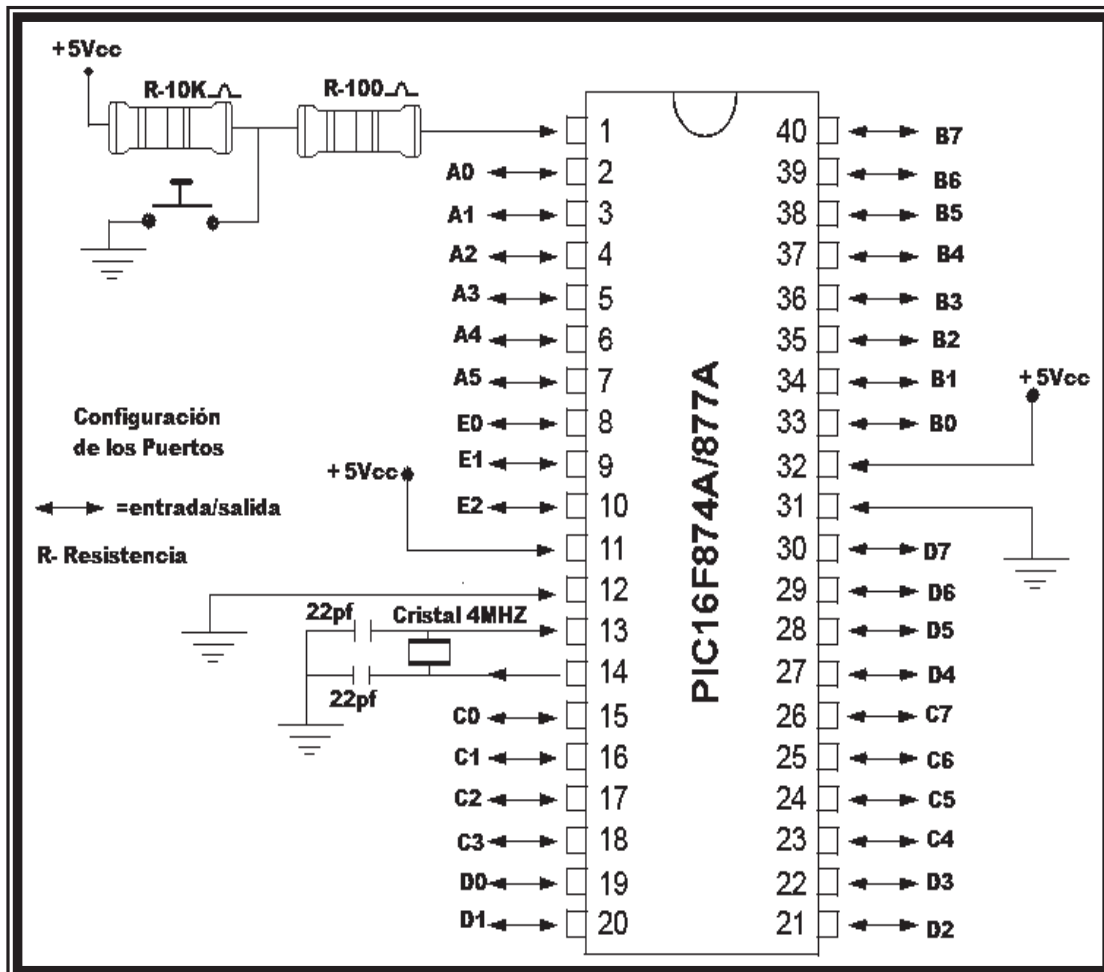 +5Vcc
R-10K
R-100
1
40
B7
A0
2
39
B6
A1
3
38
B5
A2
4
37
B4
A3
5
36
B3
A4
6
35
B2
A5
7
34
B1
+5Vcc
Configuración
de los Puertos
E0
8
33
B0
E1
9
32
+5Vcc
=entrada/salida
E2
10
31
R- Resistencia
11
30
D7
12
29
D6
22pf
Cristal 4MHZ
13
28
D5
14
27
D4
22pf
C0
15
26
C7
C1
16
25
C6
C2
17
24
C5
C3
18
23
C4
D0
19
22
D3
D1
20
21
D2
PIC16F874A/877A